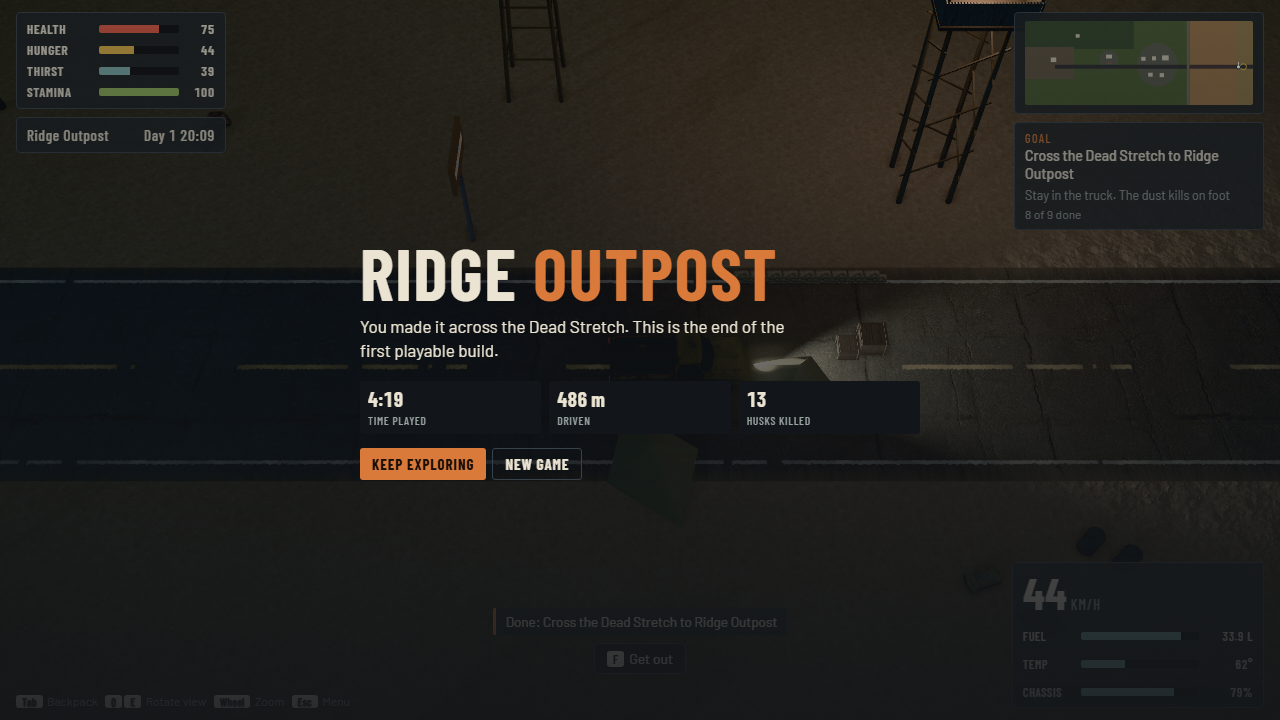 HEALTH 75
HUNGER 44
THIRST 39
STAMINA 100
Ridge Outpost Day 1 20:09
GOAL
Cross the Dead Stretch to Ridge
Outpost
Stay in the truck. The dust kills on foot
8 of 9 done
RIDGE OUTPOST
You made it across the Dead Stretch. This is the end of the
first playable build.
4:19
TIME PLAYED
486 m
DRIVEN
13
HUSKS KILLED
KEEP EXPLORING
NEW GAME
Done: Cross the Dead Stretch to Ridge Outpost
F Get out
44 KM/H
FUEL 33.9 L
TEMP 62°
CHASSIS 79%
Tab Backpack Q E Rotate view Wheel Zoom Esc Menu